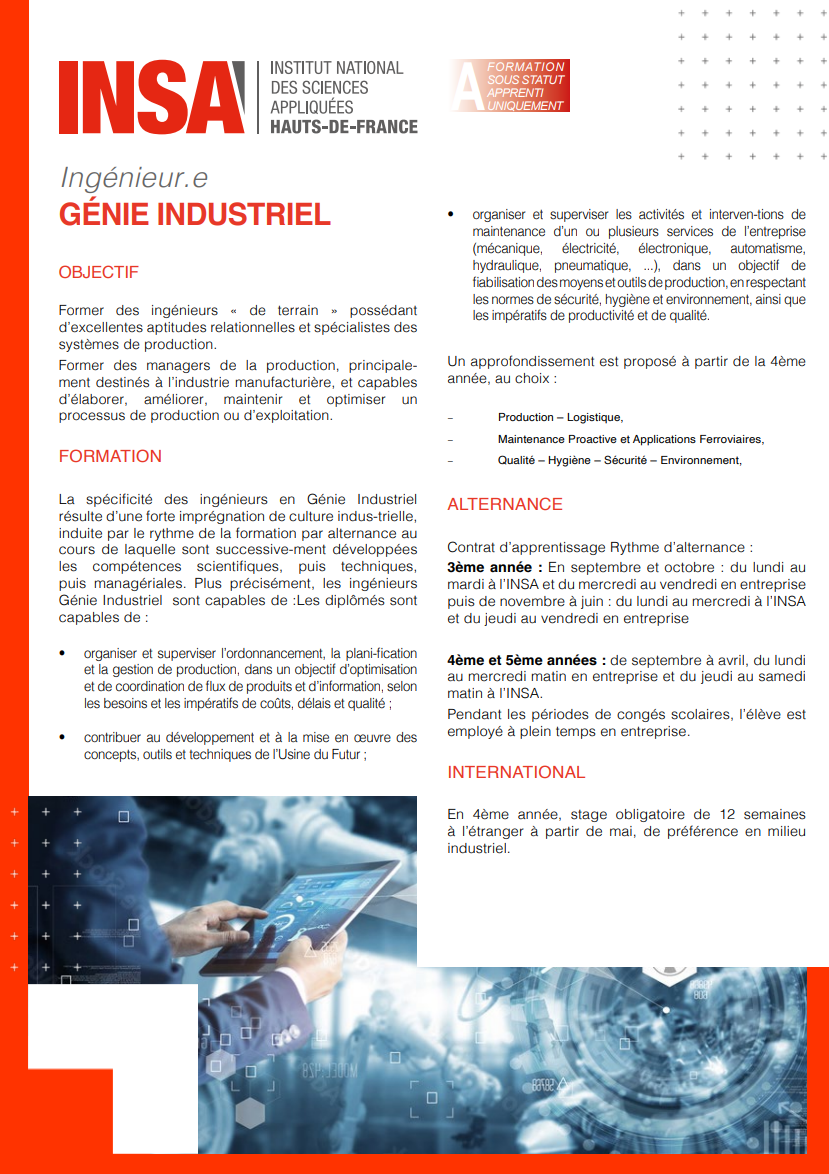 INSA
INSTITUT NATIONAL
DES SCIENCES
APPLIQUÉES
HAUTS-DE-FRANCE
A
FORMATION
SOUS STATUT
APPRENTI
UNIQUEMENT
Ingénieur.e
GÉNIE INDUSTRIEL
OBJECTIF
Former des ingénieurs « de terrain » possédant
d’excellentes aptitudes relationnelles et spécialistes des
systèmes de production.
Former des managers de la production, principale-
ment destinés à l’industrie manufacturière, et capables
d’élaborer, améliorer, maintenir et optimiser un
processus de production ou d’exploitation.
FORMATION
La spécificité des ingénieurs en Génie Industriel
résulte d’une forte imprégnation de culture indus-trielle,
induite par le rythme de la formation par alternance au
cours de laquelle sont successive-ment développées
les compétences scientifiques, puis techniques,
puis managériales. Plus précisément, les ingénieurs
Génie Industriel sont capables de :Les diplômés sont
capables de :
• organiser et superviser l’ordonnancement, la plani-fication
et la gestion de production, dans un objectif d’optimisation
et de coordination de flux de produits et d’information, selon
les besoins et les impératifs de coûts, délais et qualité ;
• contribuer au développement et à la mise en œuvre des
concepts, outils et techniques de l’Usine du Futur ;
• organiser et superviser les activités et interven-tions de
maintenance d’un ou plusieurs services de l’entreprise
(mécanique, électricité, électronique, automatisme,
hydraulique, pneumatique, ...), dans un objectif de
fiabilisation des moyens et outils de production, en respectant
les normes de sécurité, hygiène et environnement, ainsi que
les impératifs de productivité et de qualité.
Un approfondissement est proposé à partir de la 4ème
année, au choix :
– Production – Logistique,
– Maintenance Proactive et Applications Ferroviaires,
– Qualité – Hygiène – Sécurité – Environnement,
ALTERNANCE
Contrat d’apprentissage Rythme d’alternance :
3ème année : En septembre et octobre : du lundi au
mardi à l’INSA et du mercredi au vendredi en entreprise
puis de novembre à juin : du lundi au mercredi à l’INSA
et du jeudi au vendredi en entreprise
4ème et 5ème années : de septembre à avril, du lundi
au mercredi matin en entreprise et du jeudi au samedi
matin à l’INSA.
Pendant les périodes de congés scolaires, l’élève est
employé à plein temps en entreprise.
INTERNATIONAL
En 4ème année, stage obligatoire de 12 semaines
à l’étranger à partir de mai, de préférence en milieu
industriel.